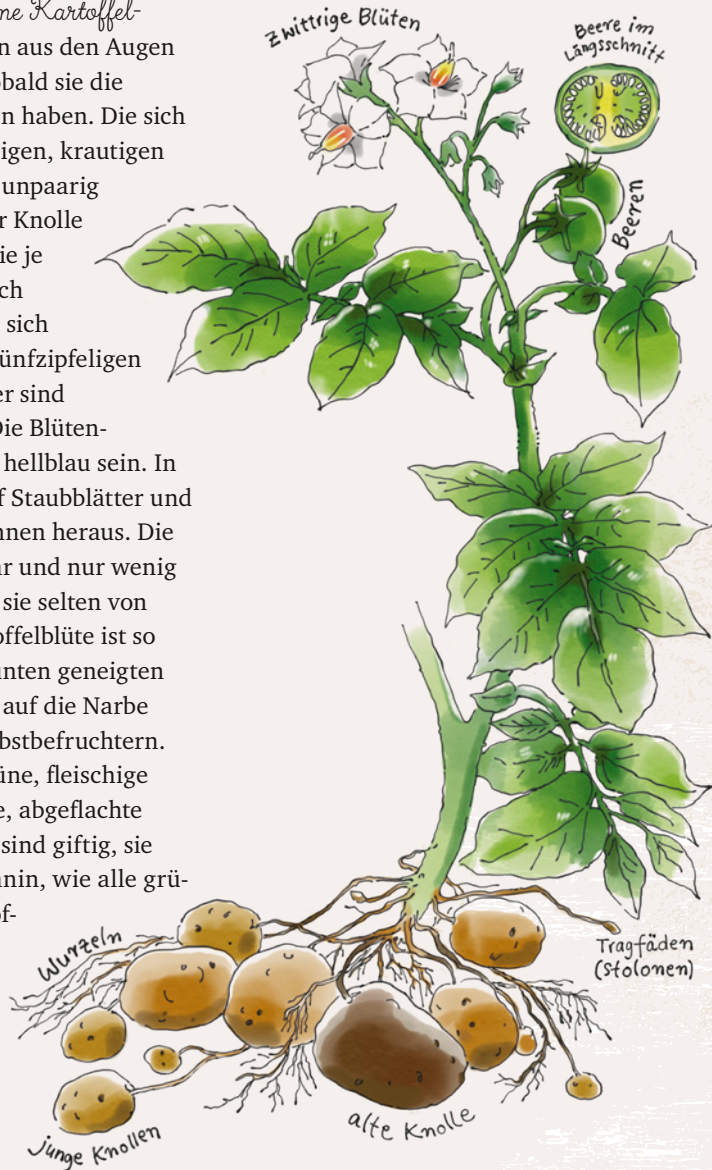 ne Kartoffel-
n aus den Augen
bald sie die
n haben. Die sich
igen, krautigen
unpaarig
r Knolle
ie je
ch
sich
ünfzipfeligen
er sind
Die Blüten-
hellblau sein. In
f Staubblätter und
nnen heraus. Die
ar und nur wenig
sie selten von
offelblüte ist so
unten geneigten
auf die Narbe
bstbefruchtern.
üne, fleischige
e, abgeflachte
sind giftig, sie
nin, wie alle grü-
of-
Zwittrige Blüten
Beere im
Längsschnitt
Beeren
Wurzeln
Tragfäden
(Stolonen)
alte Knolle
junge Knollen